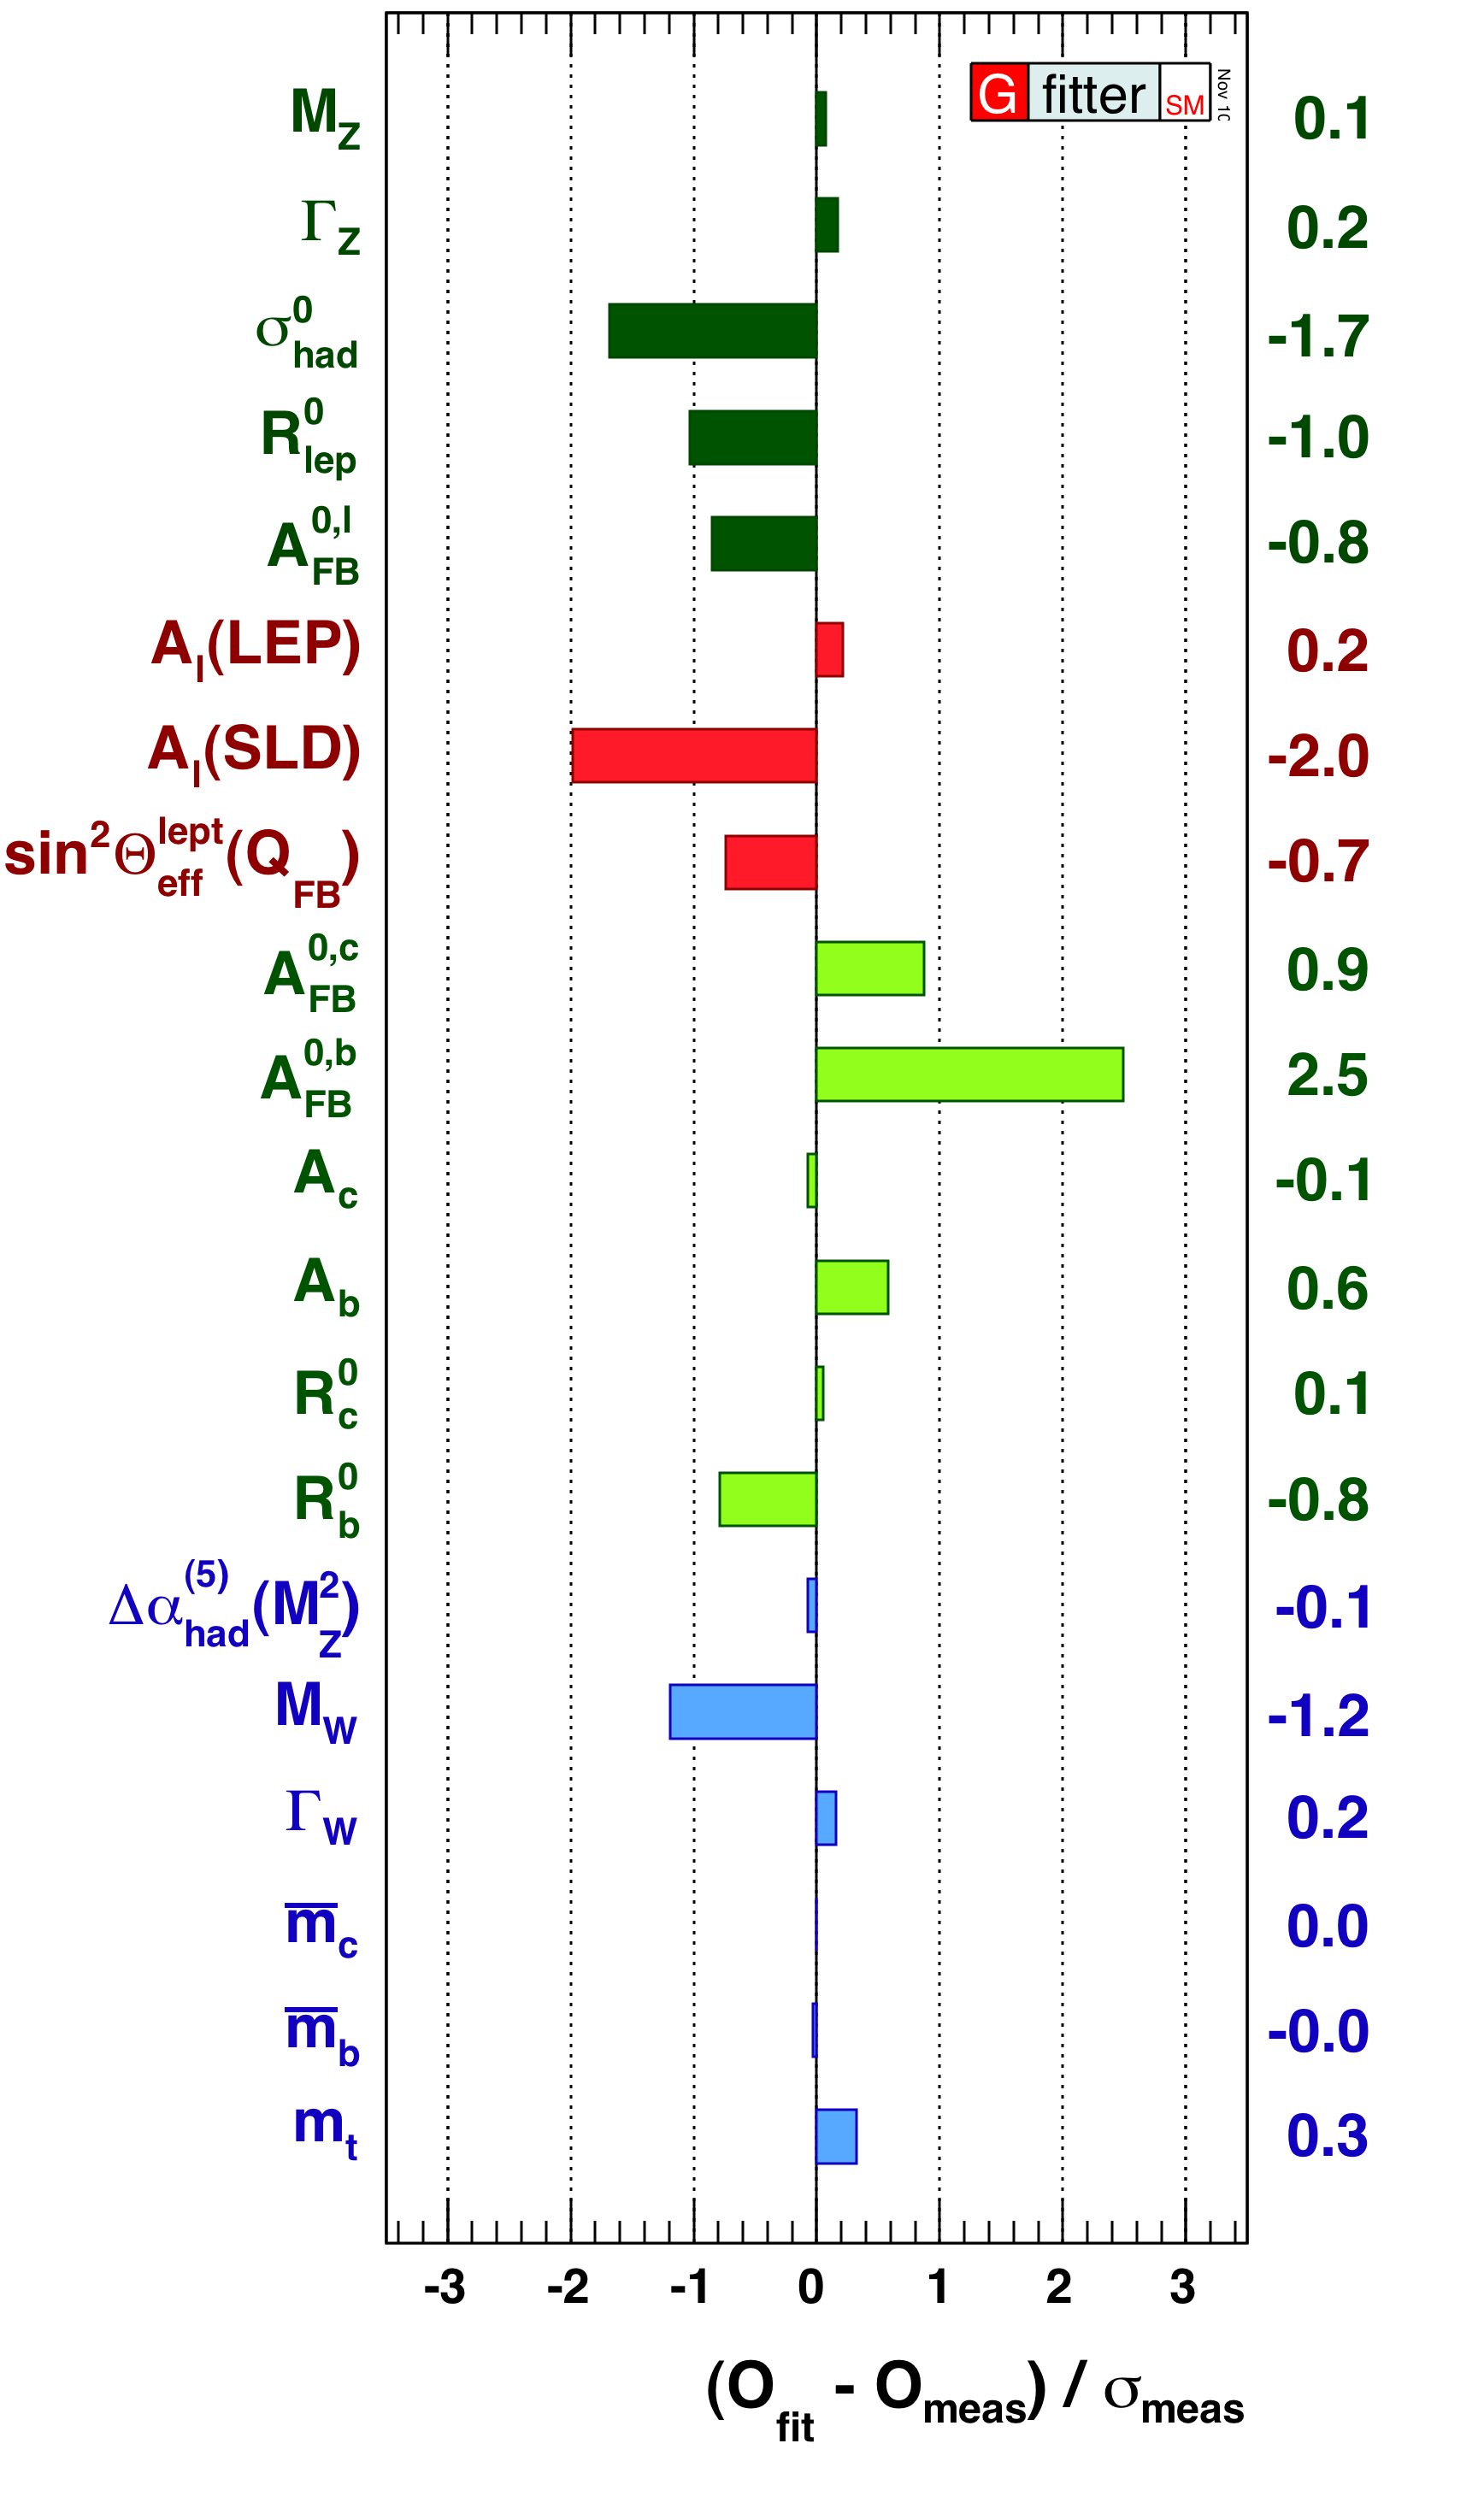 G fitter SM Nov 10
M_Z 0.1
Γ_Z 0.2
σ^0_had -1.7
R^0_lep -1.0
A^0,l_FB -0.8
A_l(LEP) 0.2
A_l(SLD) -2.0
sin^2Θ^lept_eff(Q_FB) -0.7
A^0,c_FB 0.9
A^0,b_FB 2.5
A_c -0.1
A_b 0.6
R^0_c 0.1
R^0_b -0.8
Δα^(5)_had(M^2_Z) -0.1
M_W -1.2
Γ_W 0.2
m̅_c 0.0
m̅_b -0.0
m_t 0.3
-3 -2 -1 0 1 2 3
(O_fit - O_meas) / σ_meas